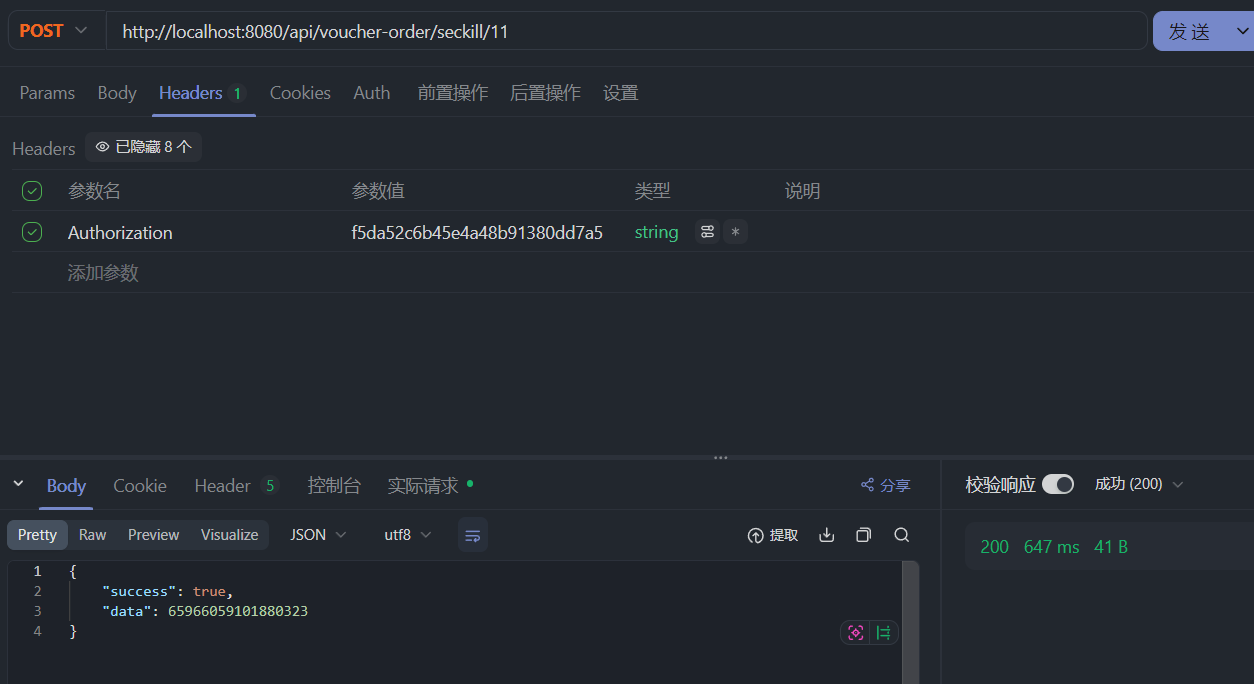 POST http://localhost:8080/api/voucher-order/seckill/11 发送
Params Body Headers 1 Cookies Auth 前置操作 后置操作 设置
Headers 已隐藏 8 个
参数名 参数值 类型 说明
Authorization f5da52c6b45e4a48b91380dd7a5 string *
添加参数
Body Cookie Header 5 控制台 实际请求 分享 校验响应 成功 (200)
Pretty Raw Preview Visualize JSON utf8 提取 200 647 ms 41 B
1 {
2 "success": true,
3 "data": 65966059101880323
4 }